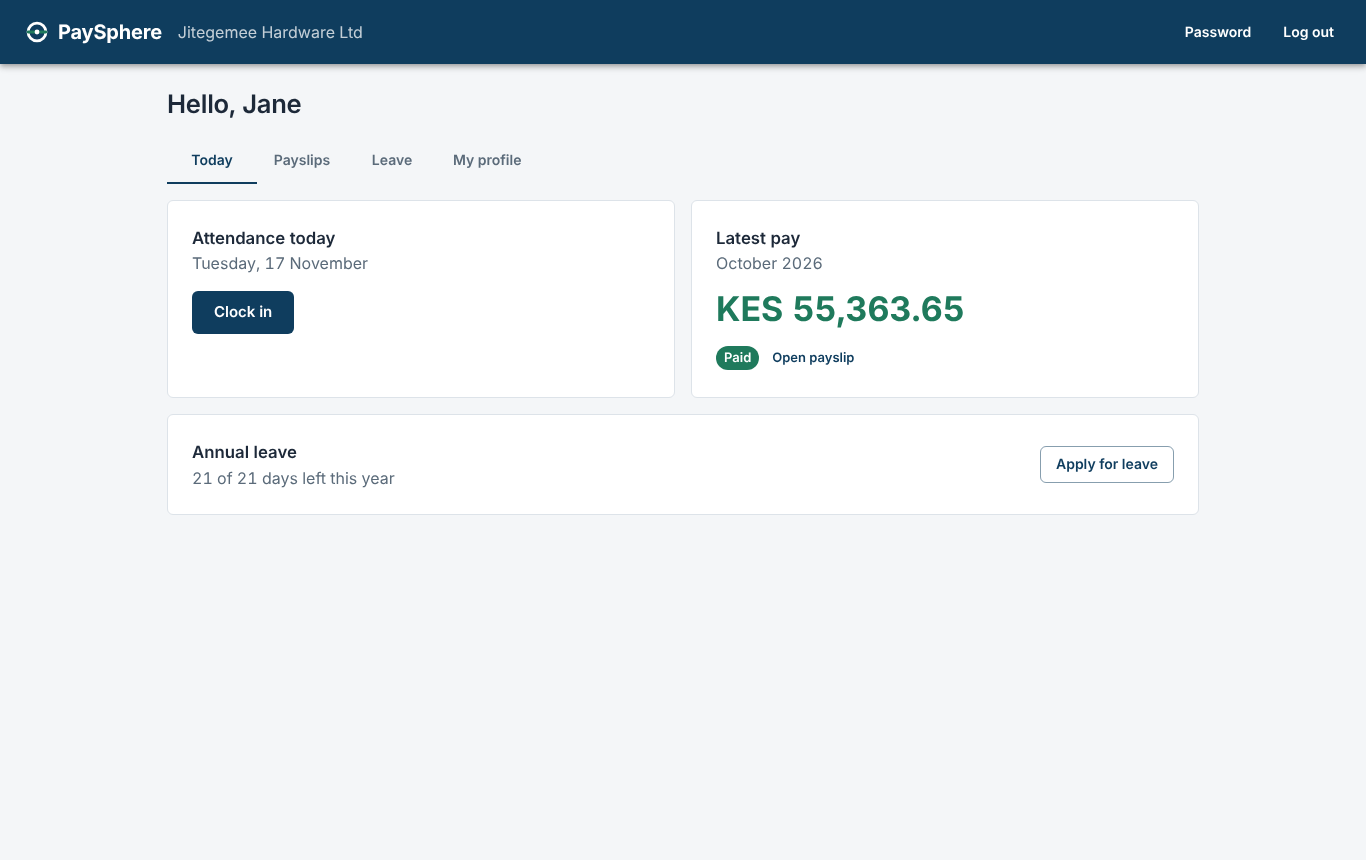 PaySphere Jitegemee Hardware Ltd Password Log out
Hello, Jane
Today Payslips Leave My profile
Attendance today
Tuesday, 17 November
Clock in
Latest pay
October 2026
KES 55,363.65
Paid Open payslip
Annual leave
21 of 21 days left this year
Apply for leave